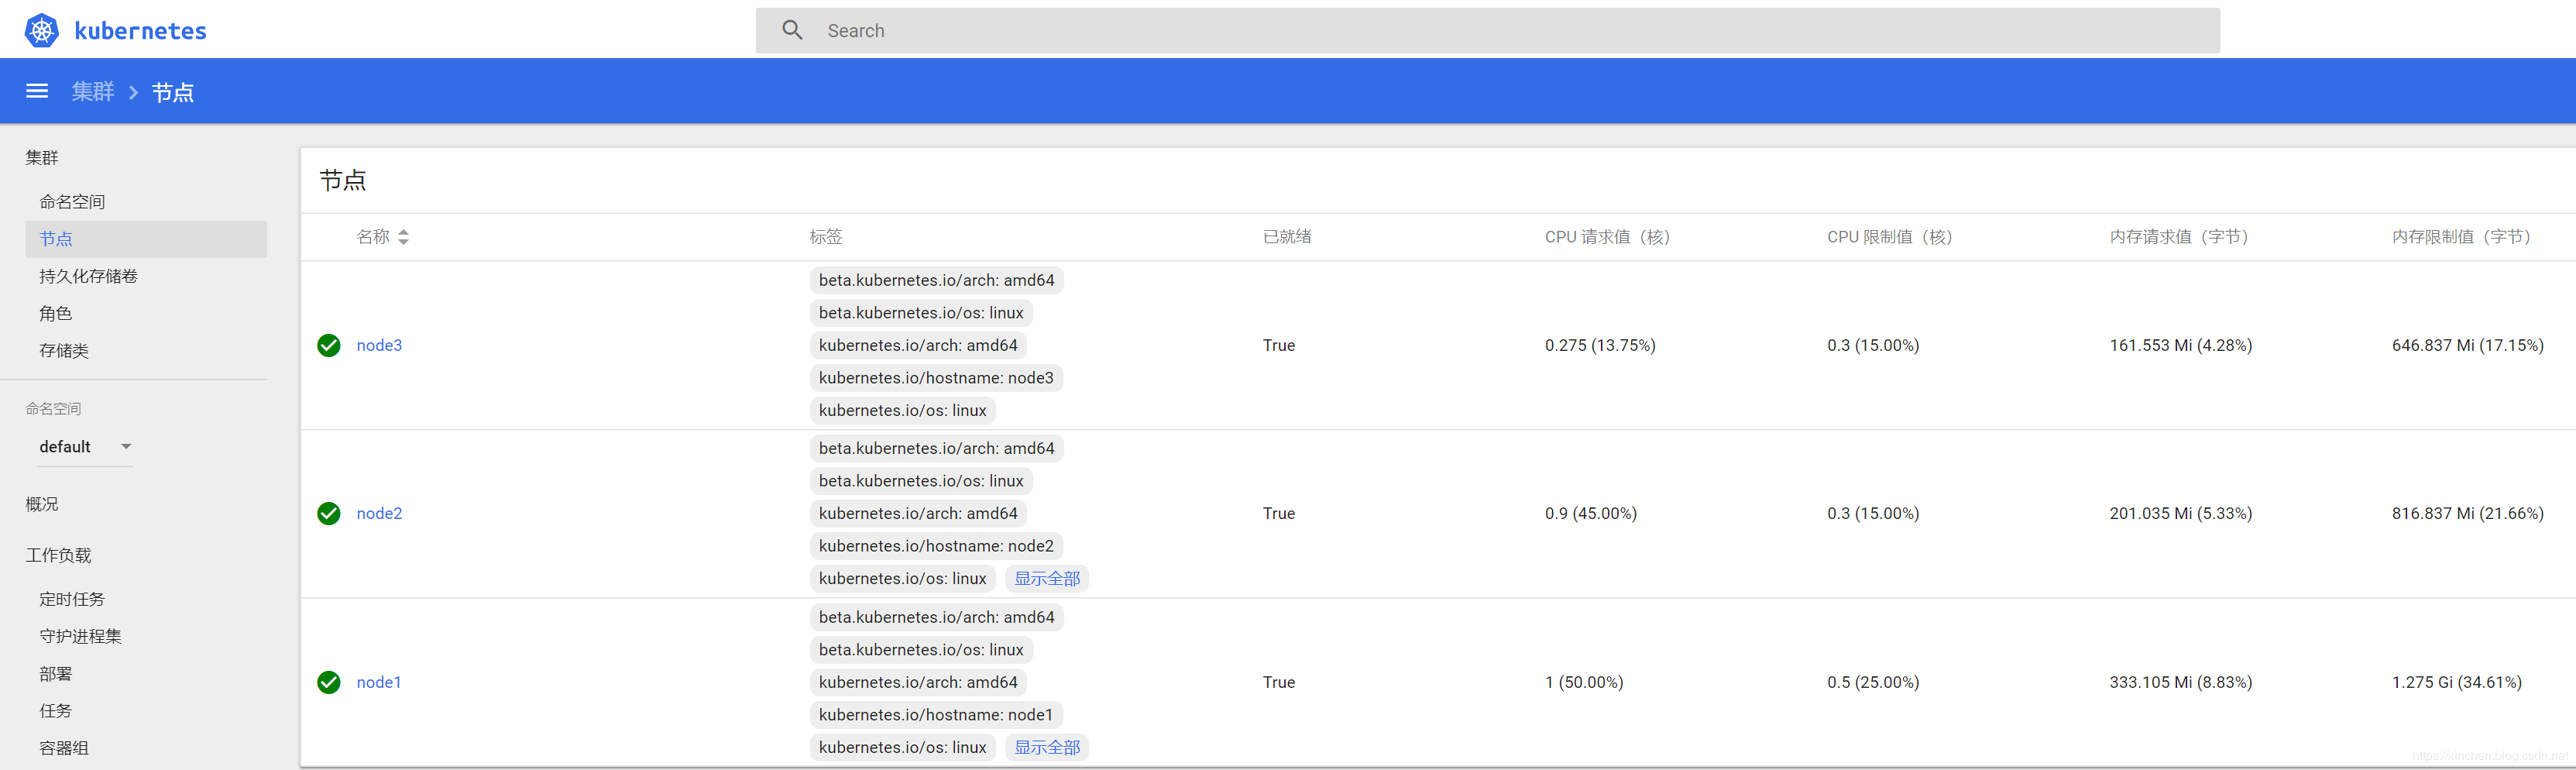 kubernetes
Search
集群 > 节点
集群
命名空间
节点
持久化存储卷
角色
存储类
命名空间
default
概况
工作负载
定时任务
守护进程集
部署
任务
容器组
节点
名称 标签 已就绪 CPU 请求值（核） CPU 限制值（核） 内存请求值（字节） 内存限制值（字节）
beta.kubernetes.io/arch: amd64
beta.kubernetes.io/os: linux
node3 kubernetes.io/arch: amd64 True 0.275 (13.75%) 0.3 (15.00%) 161.553 Mi (4.28%) 646.837 Mi (17.15%)
kubernetes.io/hostname: node3
kubernetes.io/os: linux
beta.kubernetes.io/arch: amd64
beta.kubernetes.io/os: linux
node2 kubernetes.io/arch: amd64 True 0.9 (45.00%) 0.3 (15.00%) 201.035 Mi (5.33%) 816.837 Mi (21.66%)
kubernetes.io/hostname: node2
kubernetes.io/os: linux 显示全部
beta.kubernetes.io/arch: amd64
beta.kubernetes.io/os: linux
node1 kubernetes.io/arch: amd64 True 1 (50.00%) 0.5 (25.00%) 333.105 Mi (8.83%) 1.275 Gi (34.61%)
kubernetes.io/hostname: node1
kubernetes.io/os: linux 显示全部
https://xinchen.blog.csdn.net